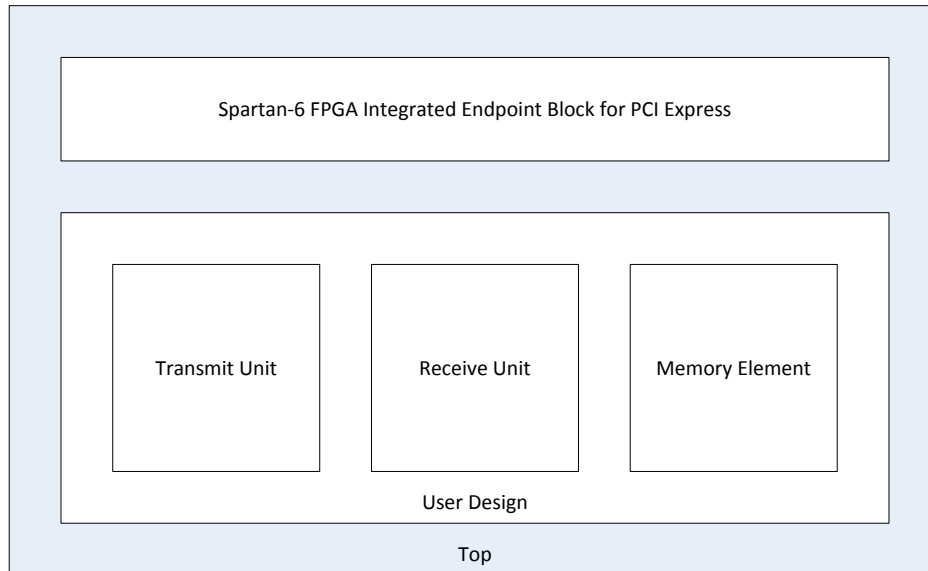 Spartan-6 FPGA Integrated Endpoint Block for PCI Express
Transmit Unit
Receive Unit
Memory Element
User Design
Top